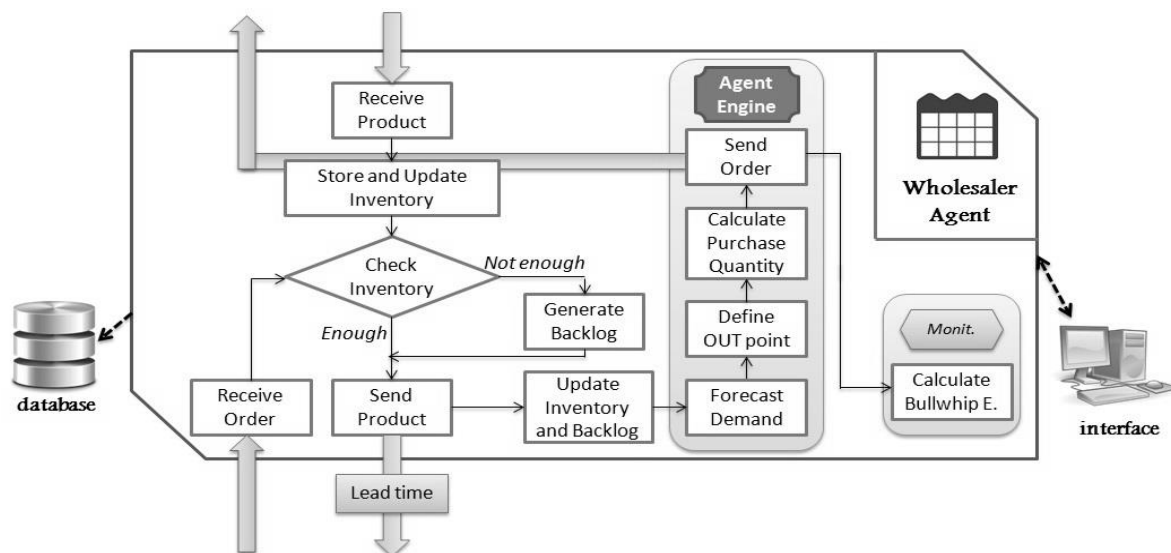 Receive
Product
Store and Update
Inventory
Check
Inventory
Not enough
Enough
Generate
Backlog
Receive
Order
Send
Product
Update
Inventory
and Backlog
Lead time
Agent
Engine
Send
Order
Calculate
Purchase
Quantity
Define
OUT point
Forecast
Demand
Wholesaler
Agent
Monit.
Calculate
Bullwhip E.
database
interface